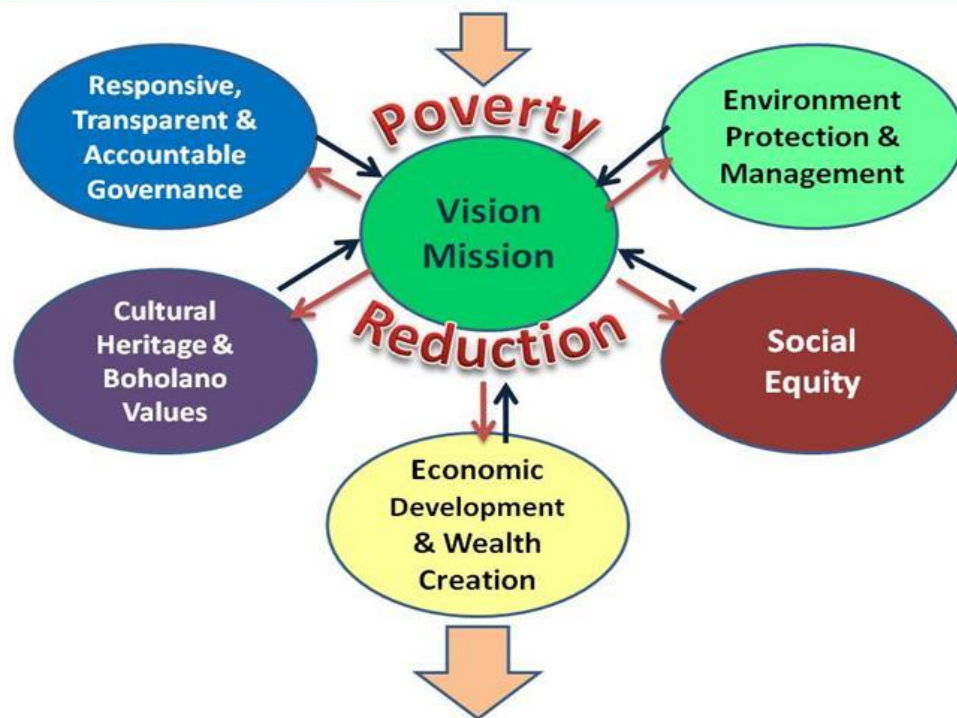 Responsive,
Transparent &
Accountable
Governance
Poverty
Environment
Protection &
Management
Vision
Mission
Cultural
Heritage &
Boholano
Values
Reduction
Social
Equity
Economic
Development
& Wealth
Creation